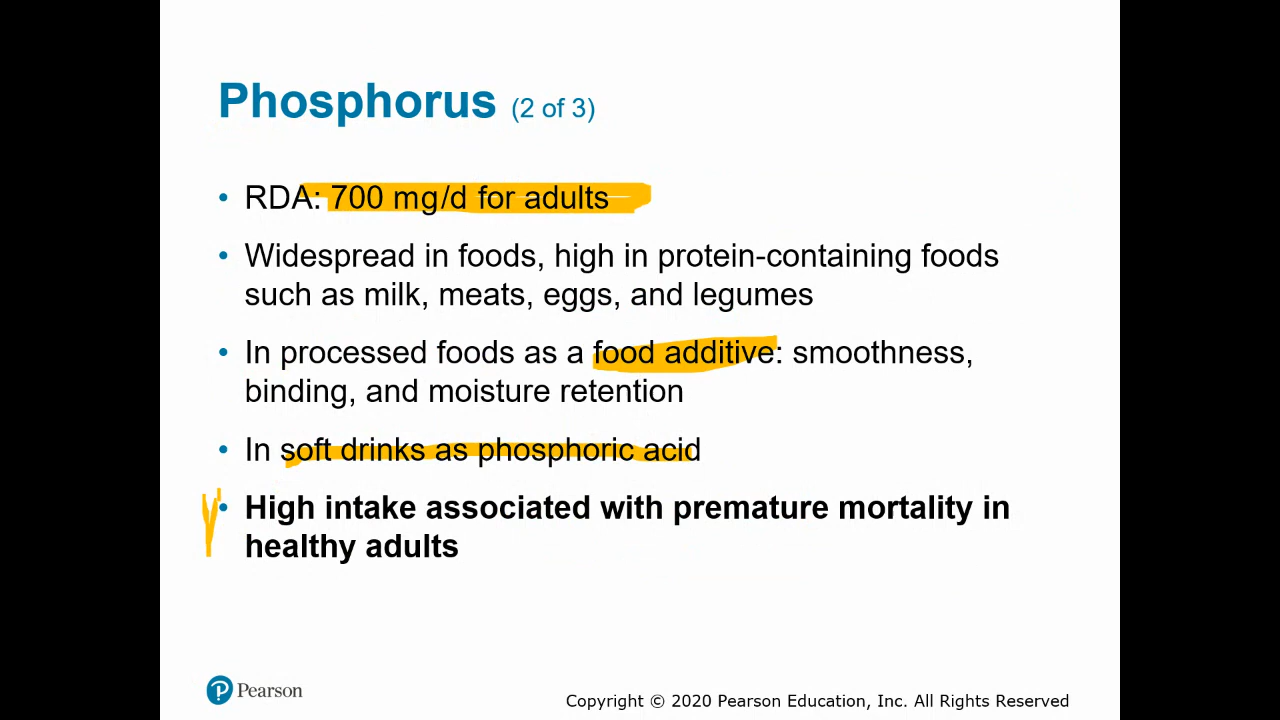 Phosphorus (2 of 3)
• RDA: 700 mg/d for adults
• Widespread in foods, high in protein-containing foods
such as milk, meats, eggs, and legumes
• In processed foods as a food additive: smoothness,
binding, and moisture retention
• In soft drinks as phosphoric acid
• High intake associated with premature mortality in
healthy adults
Pearson
Copyright © 2020 Pearson Education, Inc. All Rights Reserved